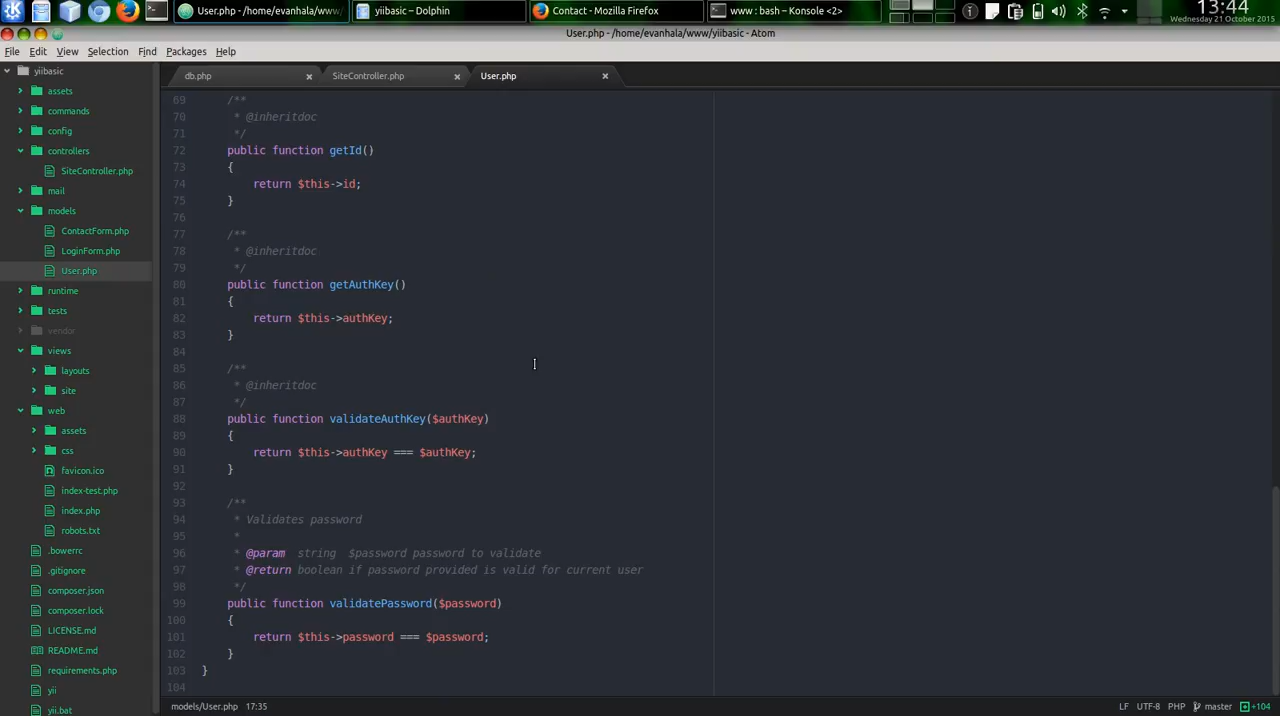 User.php - /home/evanhala/www/
yiibasic – Dolphin
Contact - Mozilla Firefox
www : bash – Konsole <2>
13:44
Wednesday 21 October 2015
User.php - /home/evanhala/www/yiibasic - Atom
File Edit View Selection Find Packages Help
yiibasic
assets
commands
config
controllers
SiteController.php
mail
models
ContactForm.php
LoginForm.php
User.php
runtime
tests
vendor
views
layouts
site
web
assets
css
favicon.ico
index-test.php
index.php
robots.txt
.bowerrc
.gitignore
composer.json
composer.lock
LICENSE.md
README.md
requirements.php
yii
yii.bat
db.php
SiteController.php
User.php
69 /**
70 * @inheritdoc
71 */
72 public function getId()
73 {
74 return $this->id;
75 }
76
77 /**
78 * @inheritdoc
79 */
80 public function getAuthKey()
81 {
82 return $this->authKey;
83 }
84
85 /**
86 * @inheritdoc
87 */
88 public function validateAuthKey($authKey)
89 {
90 return $this->authKey === $authKey;
91 }
92
93 /**
94 * Validates password
95 *
96 * @param  string  $password password to validate
97 * @return boolean if password provided is valid for current user
98 */
99 public function validatePassword($password)
100 {
101 return $this->password === $password;
102 }
103 }
104
models/User.php 17:35
LF UTF-8 PHP master +104